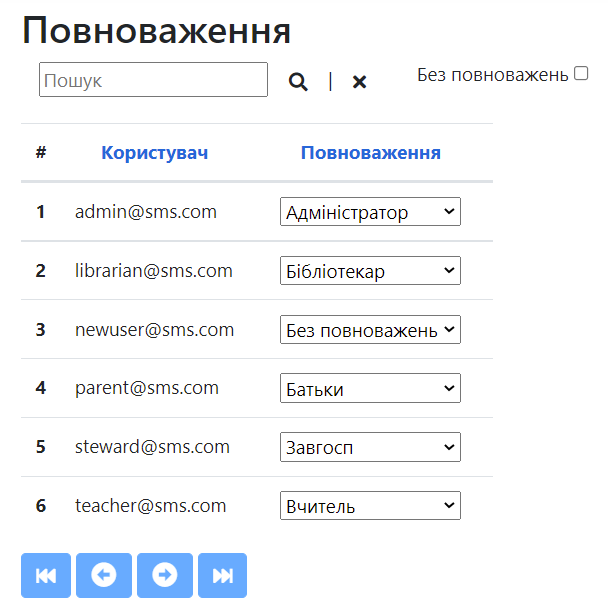 Повноваження
Пошук | Без повноважень
# Користувач Повноваження
1 admin@sms.com Адміністратор
2 librarian@sms.com Бібліотекар
3 newuser@sms.com Без повноважень
4 parent@sms.com Батьки
5 steward@sms.com Завгосп
6 teacher@sms.com Вчитель